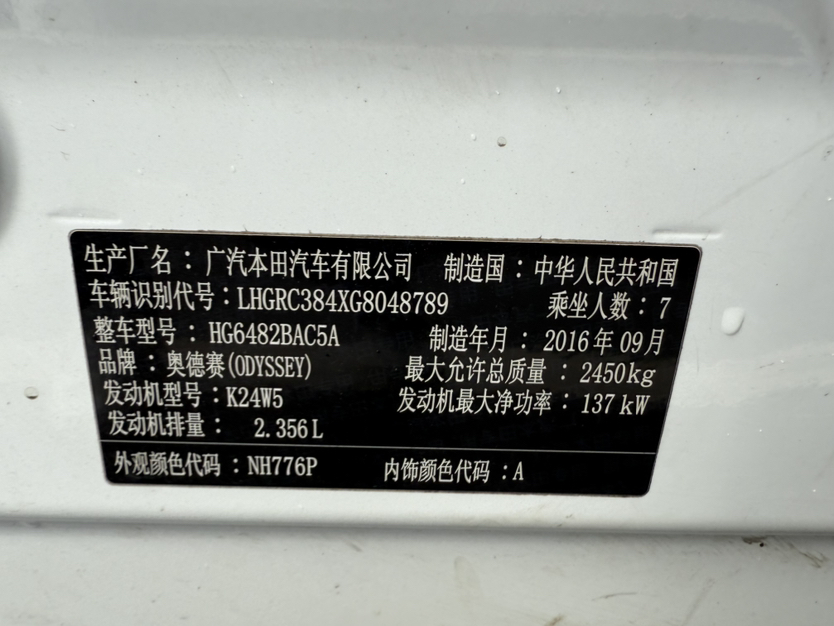 生产厂名：广汽本田汽车有限公司 制造国：中华人民共和国
车辆识别代号：LHGRC384XG8048789 乘坐人数：7
整车型号：HG6482BAC5A 制造年月：2016年09月
品牌：奥德赛(ODYSSEY) 最大允许总质量：2450kg
发动机型号：K24W5 发动机最大净功率：137kW
发动机排量：2.356L
外观颜色代码：NH776P 内饰颜色代码：A